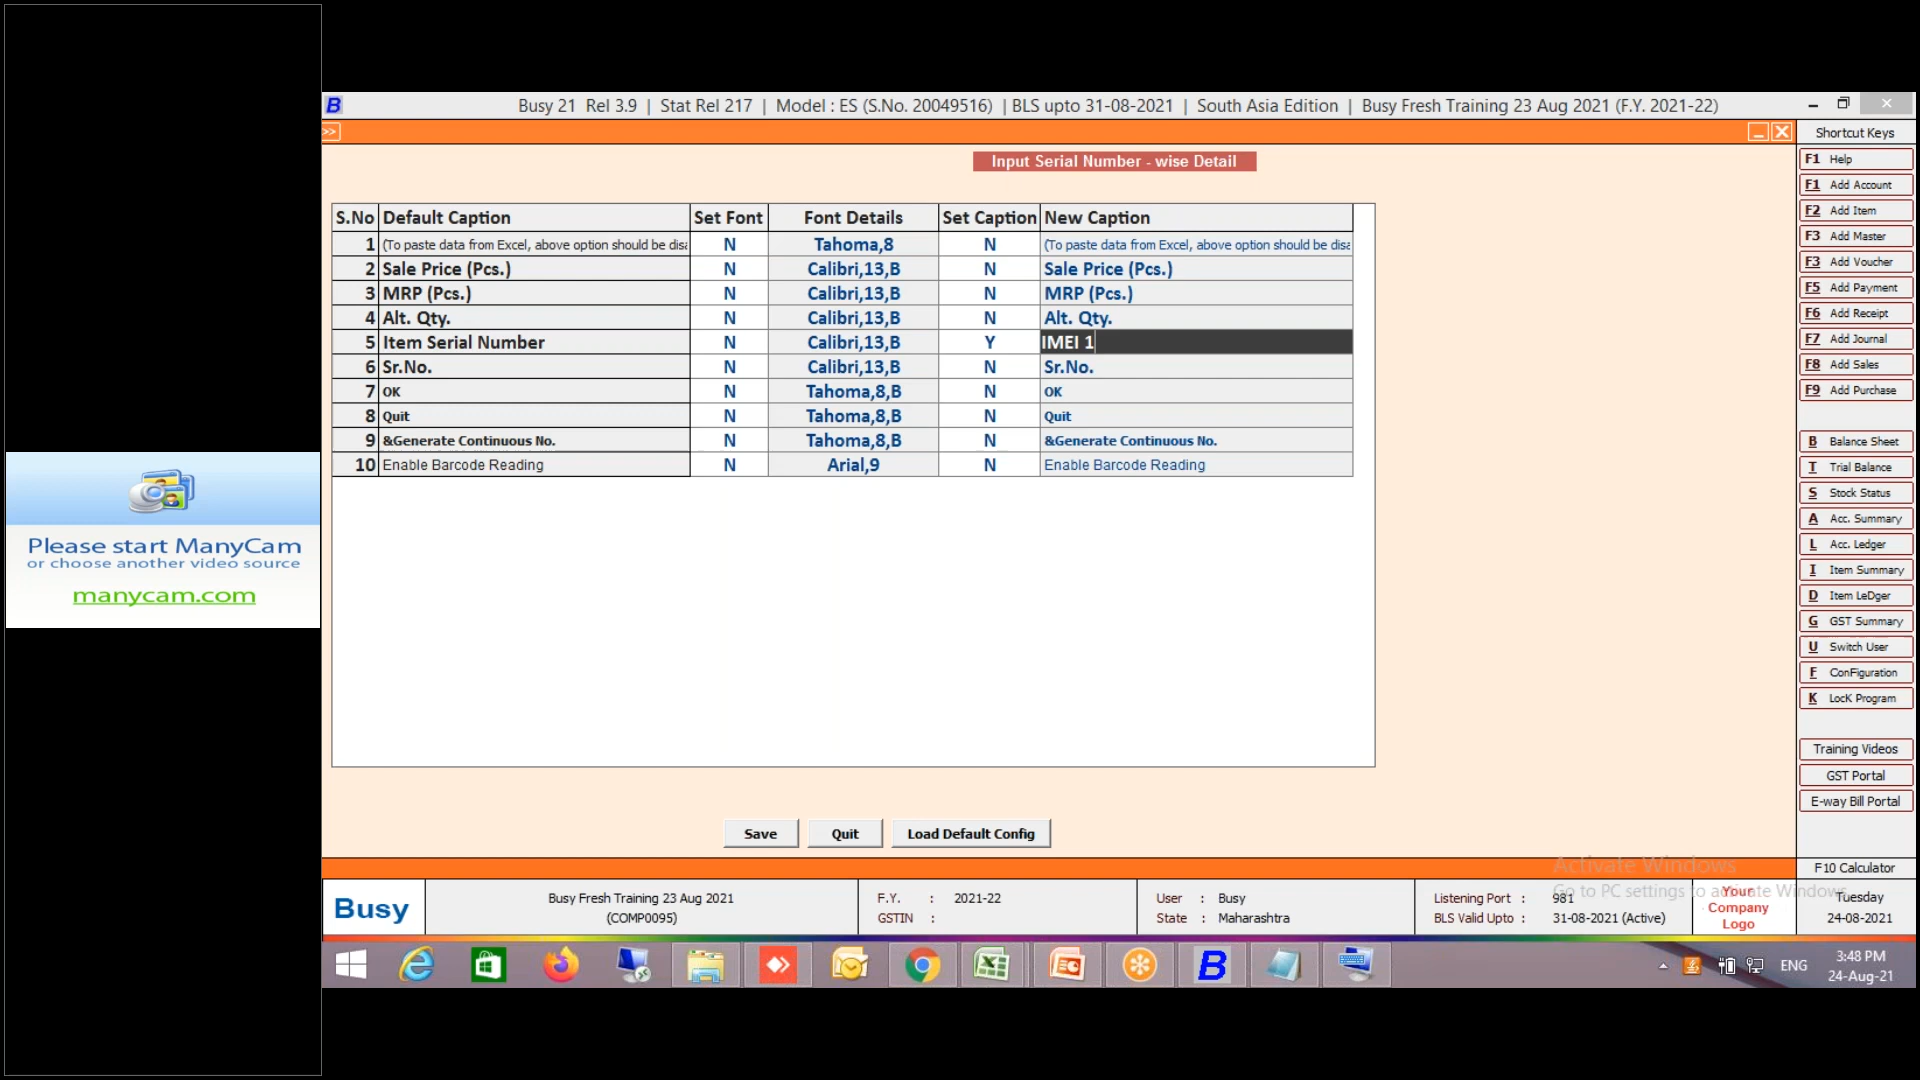 Busy 21 Rel 3.9 | Stat Rel 217 | Model : ES (S.No. 20049516) | BLS upto 31-08-2021 | South Asia Edition | Busy Fresh Training 23 Aug 2021 (F.Y. 2021-22)
>>
Input Serial Number - wise Detail
S.No Default Caption Set Font Font Details Set Caption New Caption
1 (To paste data from Excel, above option should be disa N Tahoma,8 N (To paste data from Excel, above option should be disa
2 Sale Price (Pcs.) N Calibri,13,B N Sale Price (Pcs.)
3 MRP (Pcs.) N Calibri,13,B N MRP (Pcs.)
4 Alt. Qty. N Calibri,13,B N Alt. Qty.
5 Item Serial Number N Calibri,13,B Y IMEI 1
6 Sr.No. N Calibri,13,B N Sr.No.
7 OK N Tahoma,8,B N OK
8 Quit N Tahoma,8,B N Quit
9 &Generate Continuous No. N Tahoma,8,B N &Generate Continuous No.
10 Enable Barcode Reading N Arial,9 N Enable Barcode Reading
Save Quit Load Default Config
Shortcut Keys
F1 Help
F1 Add Account
F2 Add Item
F3 Add Master
F3 Add Voucher
F5 Add Payment
F6 Add Receipt
F7 Add Journal
F8 Add Sales
F9 Add Purchase
B Balance Sheet
T Trial Balance
S Stock Status
A Acc. Summary
L Acc. Ledger
I Item Summary
D Item LeDger
G GST Summary
U Switch User
F ConFiguration
K LocK Program
Training Videos
GST Portal
E-way Bill Portal
F10 Calculator
Please start ManyCam
or choose another video source
manycam.com
Activate Windows
Go to PC settings to activate Windows.
Busy
Busy Fresh Training 23 Aug 2021
(COMP0095)
F.Y. : 2021-22
GSTIN :
User : Busy
State : Maharashtra
Listening Port : 981
BLS Valid Upto : 31-08-2021 (Active)
Your
Company
Logo
Tuesday
24-08-2021
ENG
3:48 PM
24-Aug-21